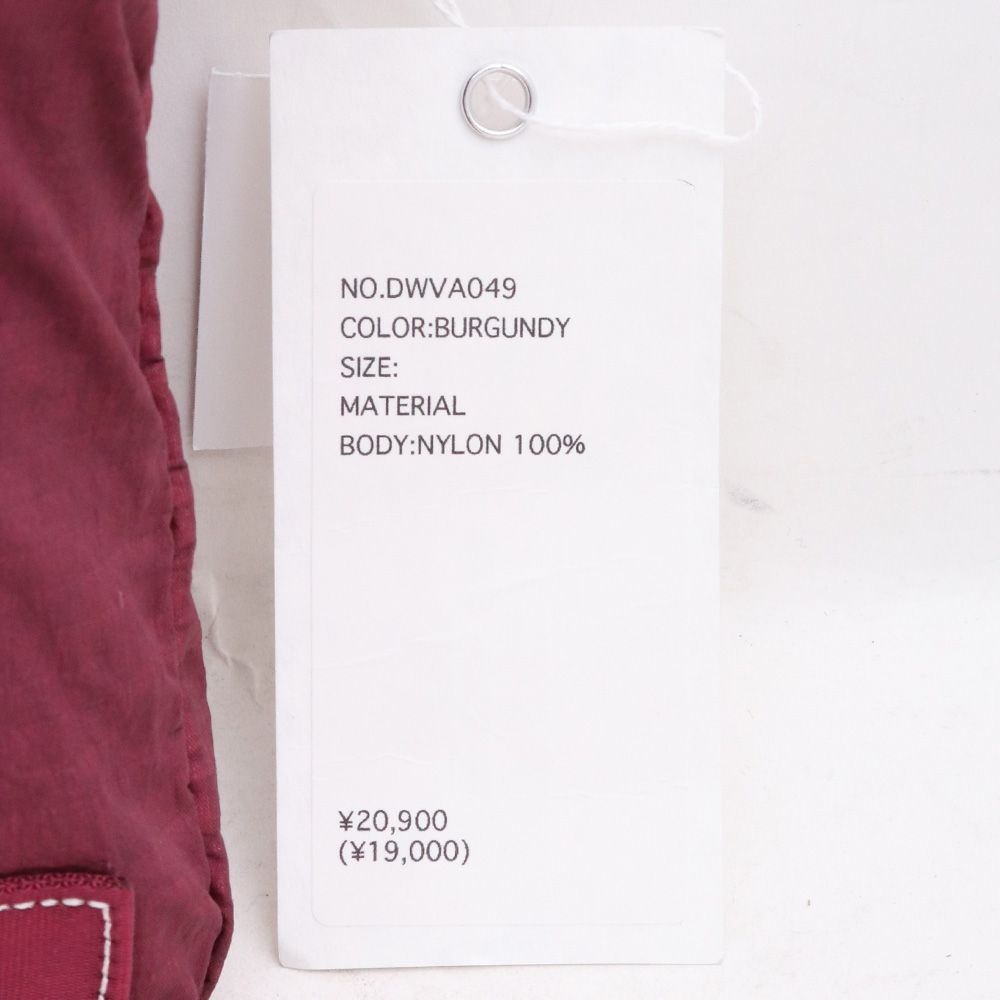 NO.DWVA049
COLOR:BURGUNDY
SIZE:
MATERIAL
BODY:NYLON 100%
¥20,900
(¥19,000)